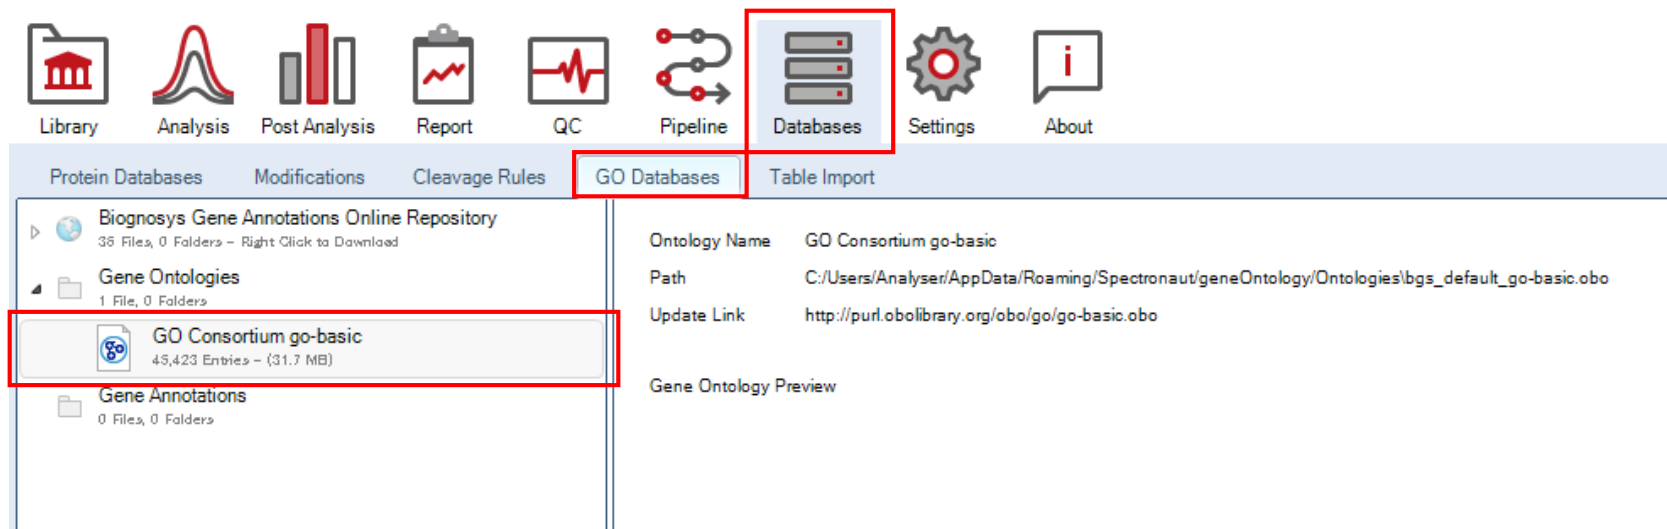 Library
Analysis
Post Analysis
Report
QC
Pipeline
Databases
Settings
About
Protein Databases
Modifications
Cleavage Rules
GO Databases
Table Import
Biognosys Gene Annotations Online Repository
36 Files, 0 Folders – Right Click to Download
Gene Ontologies
1 File, 0 Folders
GO Consortium go-basic
45,423 Entries – (31.7 MB)
Gene Annotations
0 Files, 0 Folders
Ontology Name GO Consortium go-basic
Path C:/Users/Analyser/AppData/Roaming/Spectronaut/geneOntology/Ontologies\bgs_default_go-basic.obo
Update Link http://purl.obolibrary.org/obo/go/go-basic.obo
Gene Ontology Preview